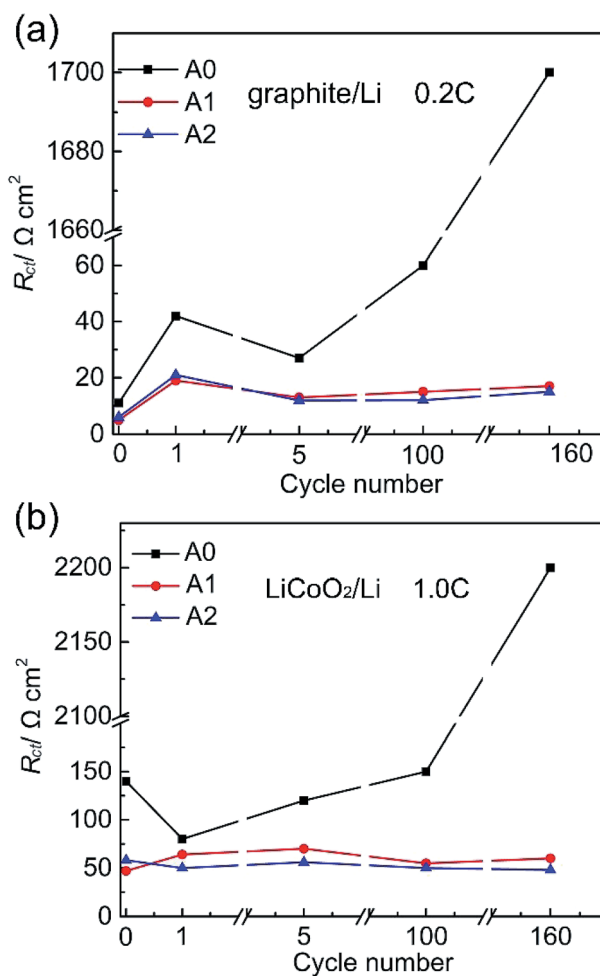 (a)
1700
1680
1660
60
40
20
0
R_ct/ Ω cm²
A0
A1
A2
graphite/Li 0.2C
0 1 5 100 160
Cycle number
(b)
2200
2150
2100
150
100
50
0
R_ct/ Ω cm²
A0
A1
A2
LiCoO₂/Li 1.0C
0 1 5 100 160
Cycle number